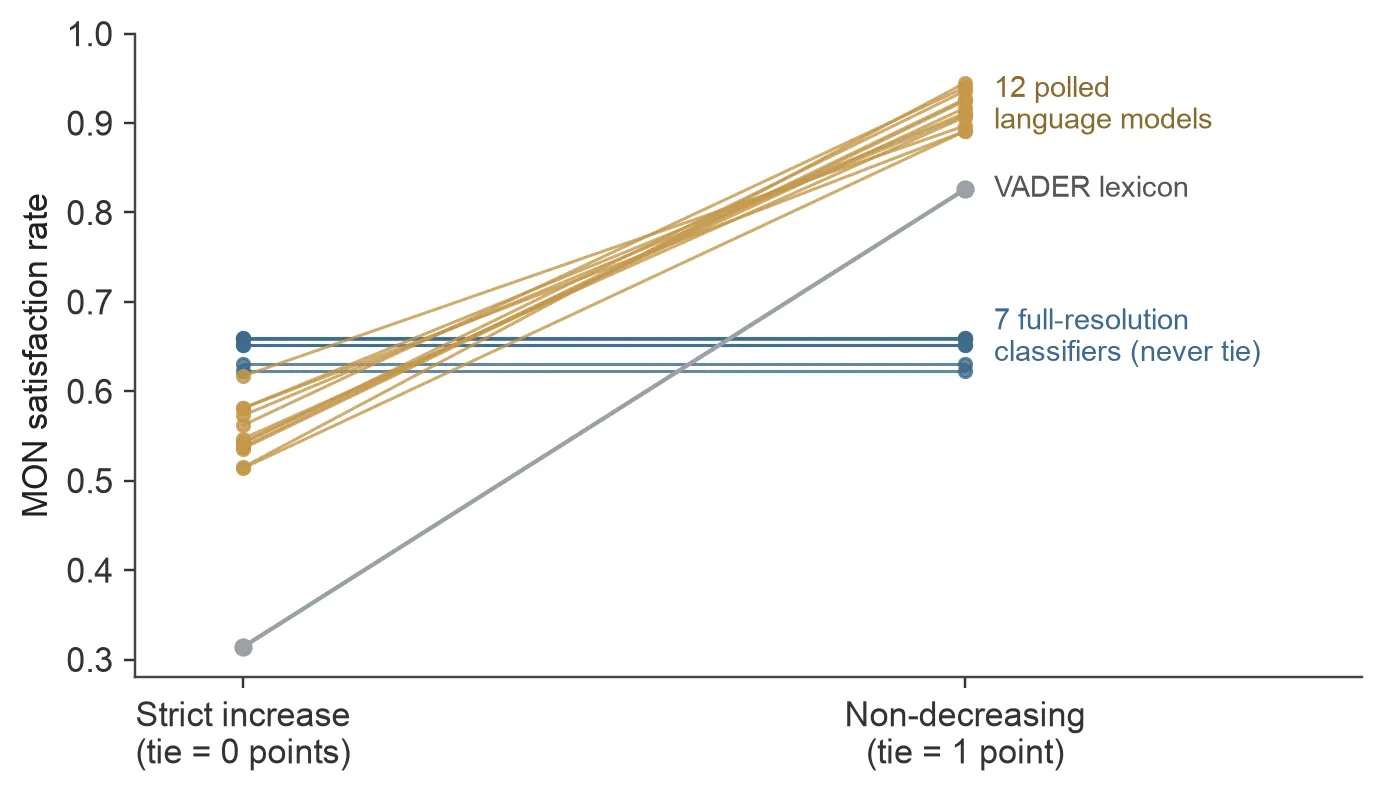 MON satisfaction rate
1.0
0.9
0.8
0.7
0.6
0.5
0.4
0.3
12 polled
language models
VADER lexicon
7 full-resolution
classifiers (never tie)
Strict increase
(tie = 0 points)
Non-decreasing
(tie = 1 point)